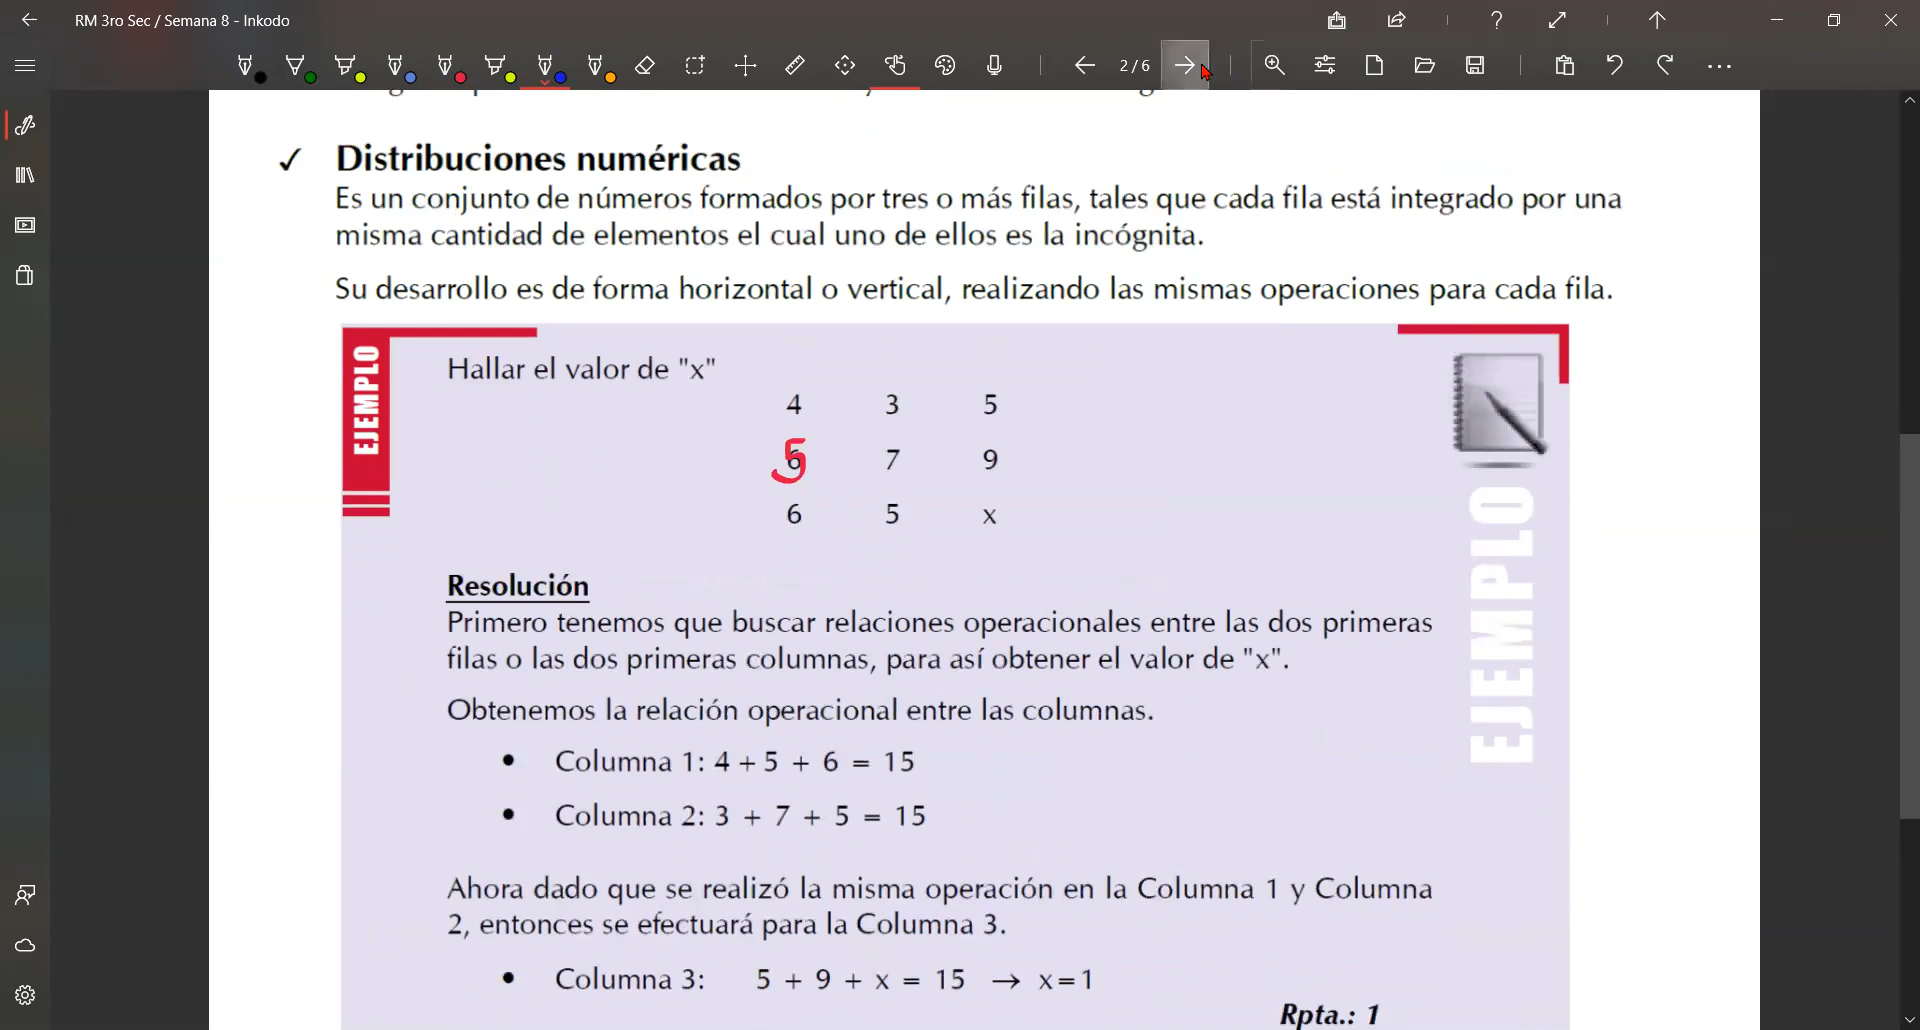 RM 3ro Sec / Semana 8 - Inkodo
2 / 6
✓ Distribuciones numéricas
Es un conjunto de números formados por tres o más filas, tales que cada fila está integrado por una
misma cantidad de elementos el cual uno de ellos es la incógnita.
Su desarrollo es de forma horizontal o vertical, realizando las mismas operaciones para cada fila.
EJEMPLO
Hallar el valor de "x"
4 3 5
5 7 9
6 5 x
EJEMPLO
Resolución
Primero tenemos que buscar relaciones operacionales entre las dos primeras
filas o las dos primeras columnas, para así obtener el valor de "x".
Obtenemos la relación operacional entre las columnas.
• Columna 1: 4 + 5 + 6 = 15
• Columna 2: 3 + 7 + 5 = 15
Ahora dado que se realizó la misma operación en la Columna 1 y Columna
2, entonces se efectuará para la Columna 3.
• Columna 3: 5 + 9 + x = 15 → x=1
Rpta.: 1